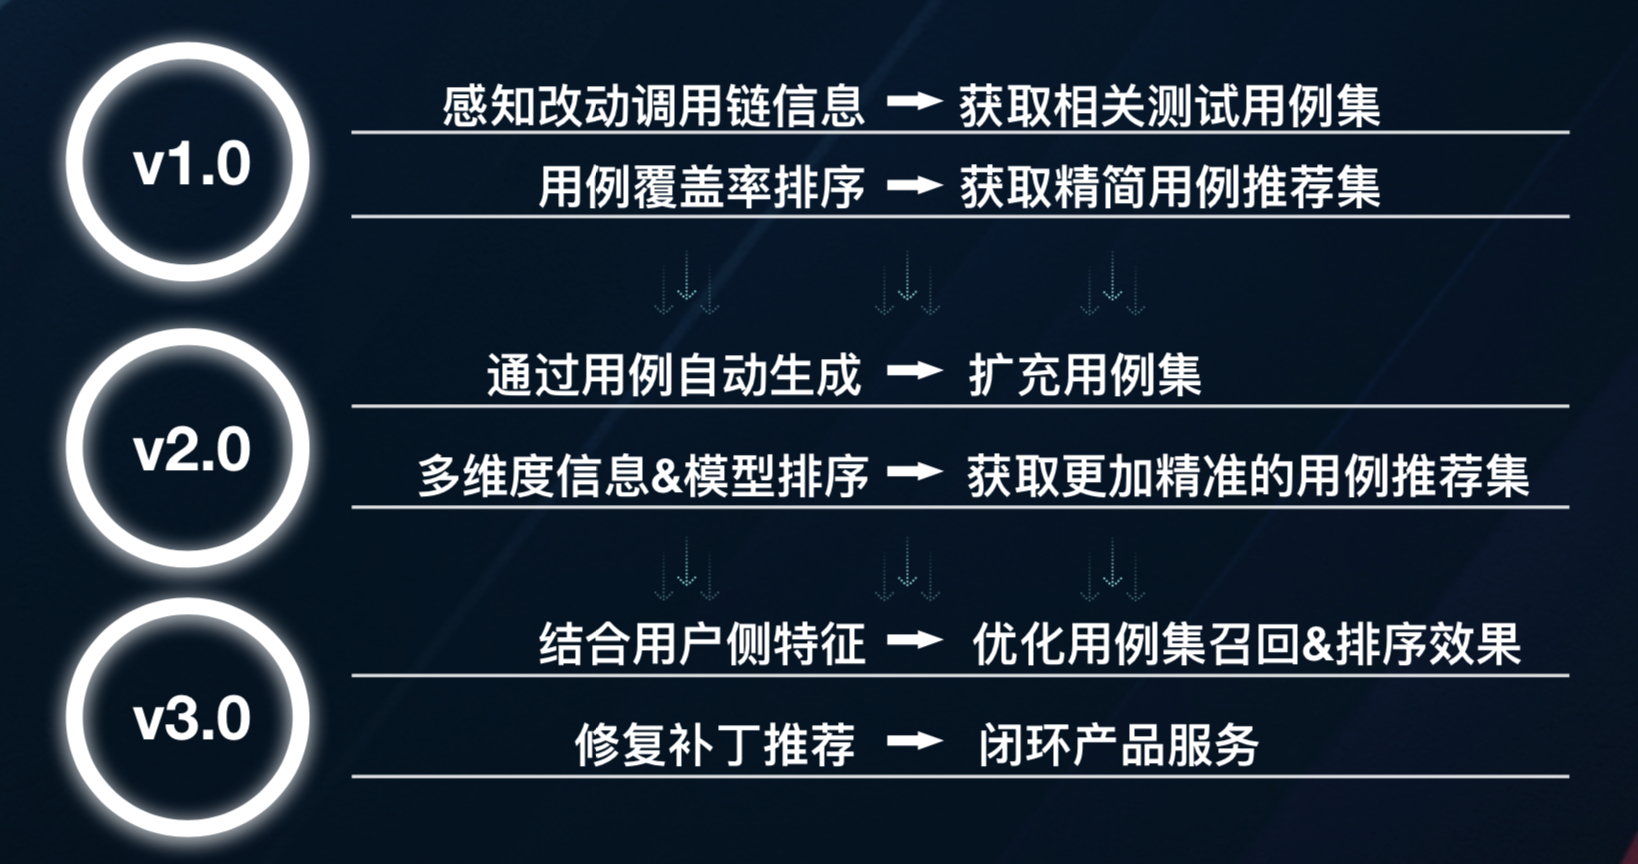 v1.0
感知改动调用链信息 ➡ 获取相关测试用例集
用例覆盖率排序 ➡ 获取精简用例推荐集
v2.0
通过用例自动生成 ➡ 扩充用例集
多维度信息&模型排序 ➡ 获取更加精准的用例推荐集
v3.0
结合用户侧特征 ➡ 优化用例集召回&排序效果
修复补丁推荐 ➡ 闭环产品服务